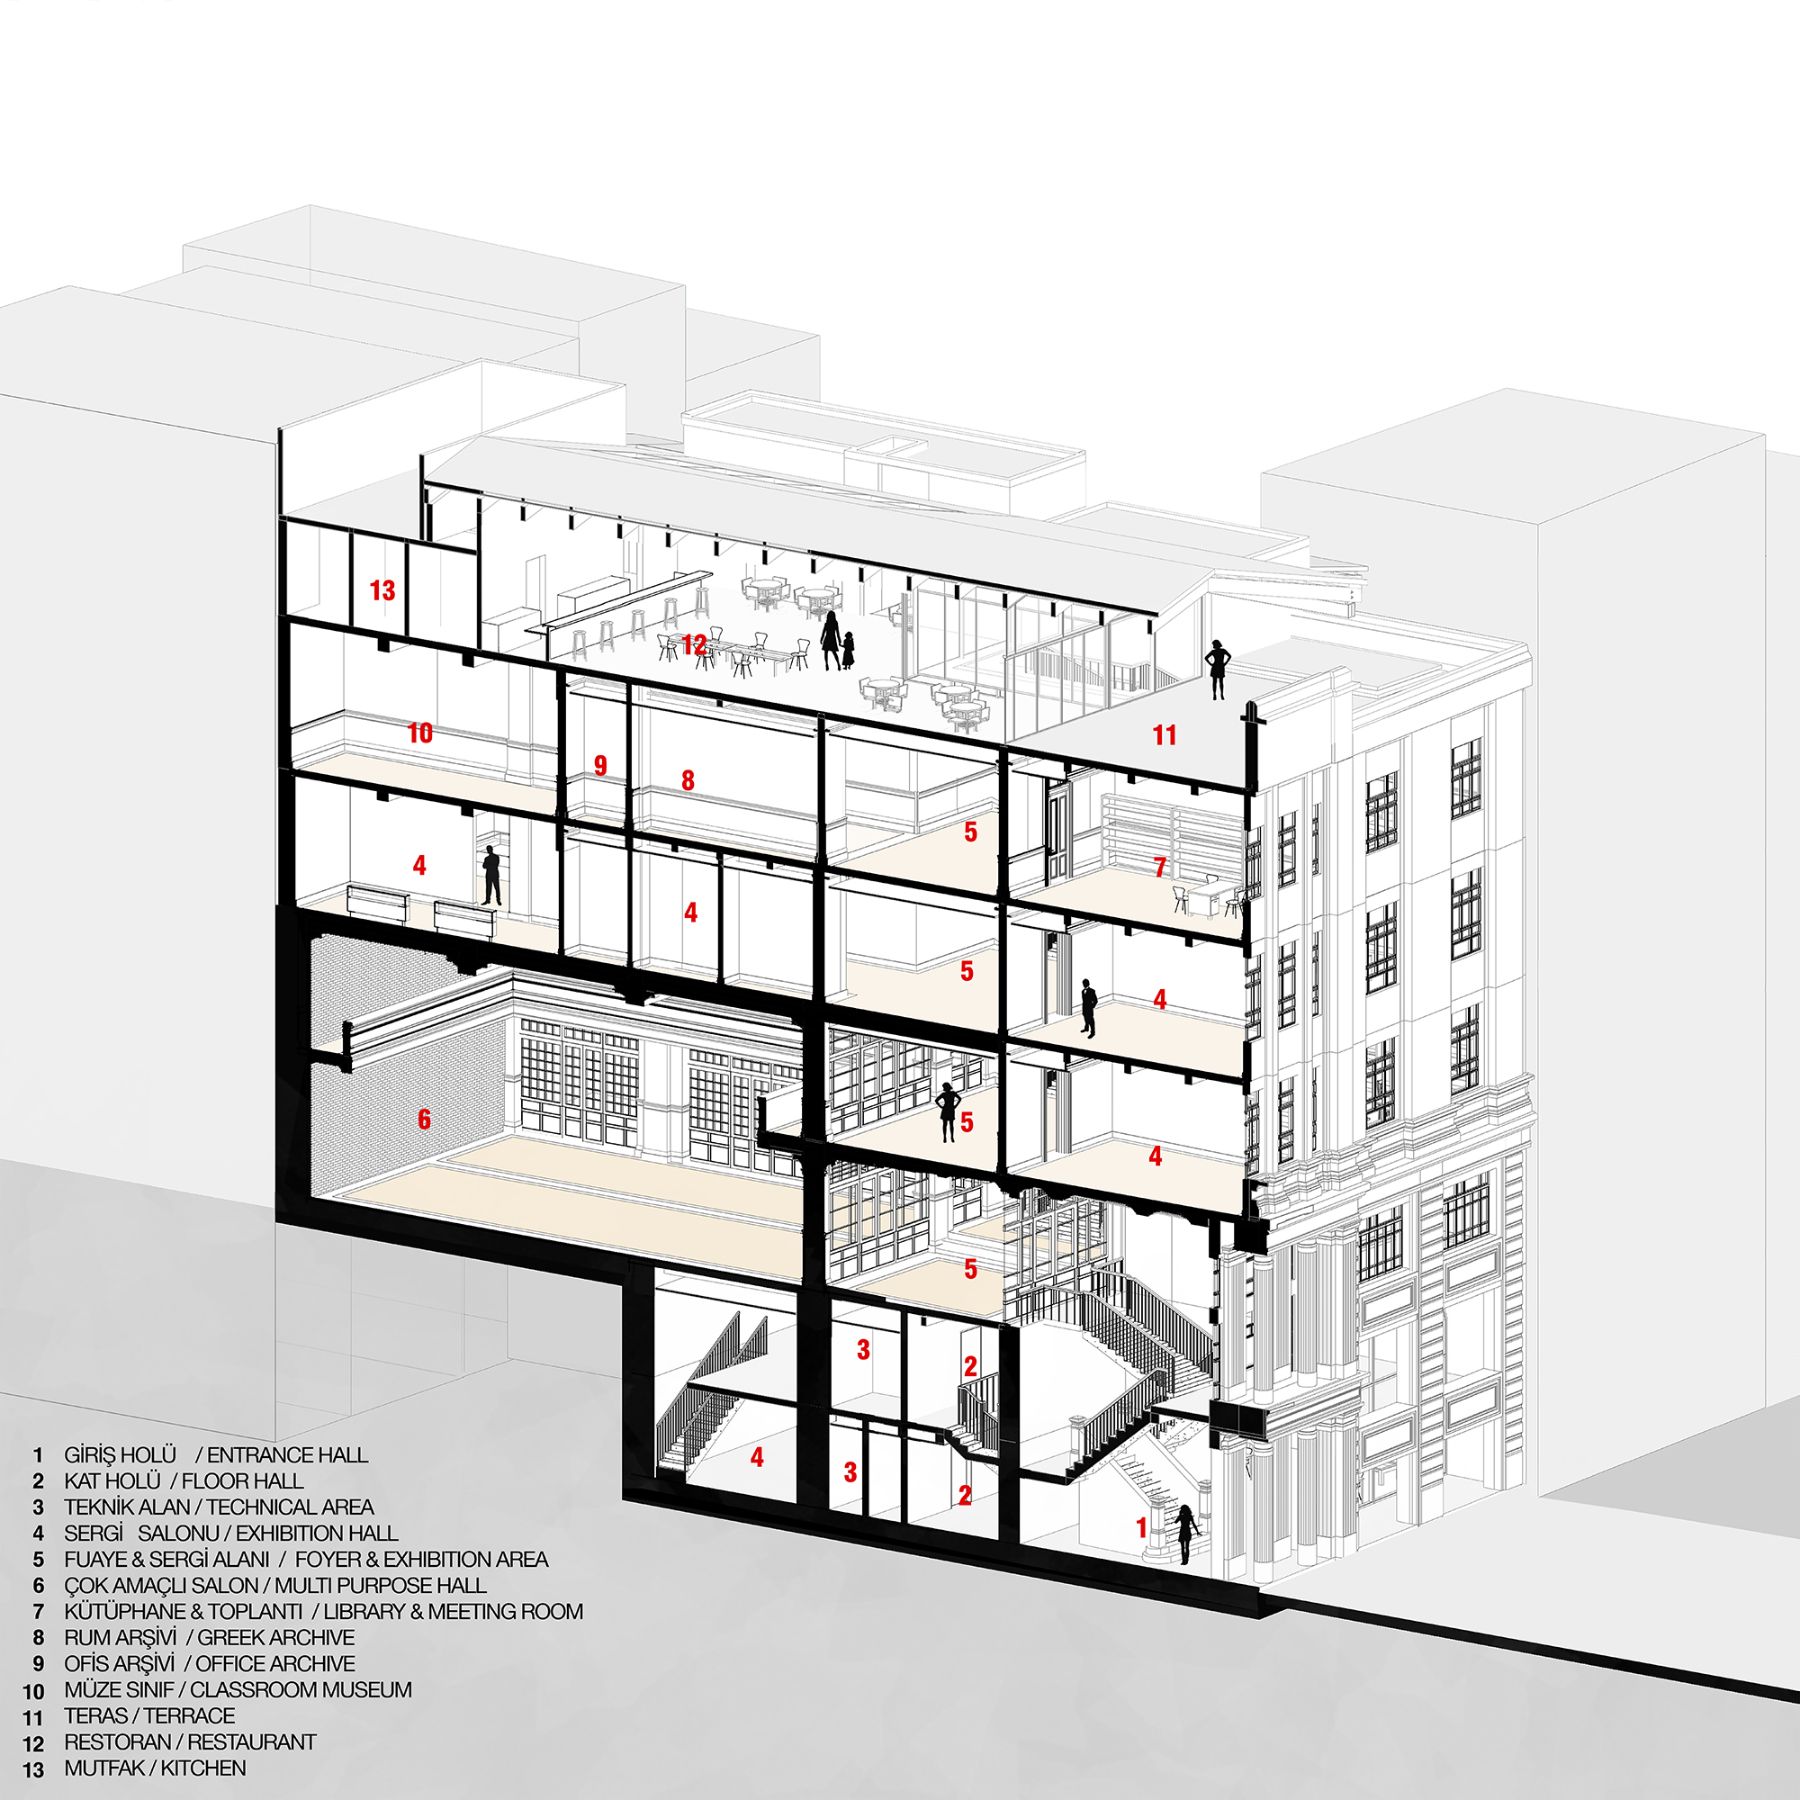 13
12
11
10
9
8
5
7
4
4
5
4
6
5
4
5
3
2
4
3
2
1
1 GİRİŞ HOLÜ / ENTRANCE HALL
2 KAT HOLÜ / FLOOR HALL
3 TEKNİK ALAN / TECHNICAL AREA
4 SERGİ SALONU / EXHIBITION HALL
5 FUAYE & SERGİ ALANI / FOYER & EXHIBITION AREA
6 ÇOK AMAÇLI SALON / MULTI PURPOSE HALL
7 KÜTÜPHANE & TOPLANTI / LIBRARY & MEETING ROOM
8 RUM ARŞİVİ / GREEK ARCHIVE
9 OFİS ARŞİVİ / OFFICE ARCHIVE
10 MÜZE SINIF / CLASSROOM MUSEUM
11 TERAS / TERRACE
12 RESTORAN / RESTAURANT
13 MUTFAK / KITCHEN